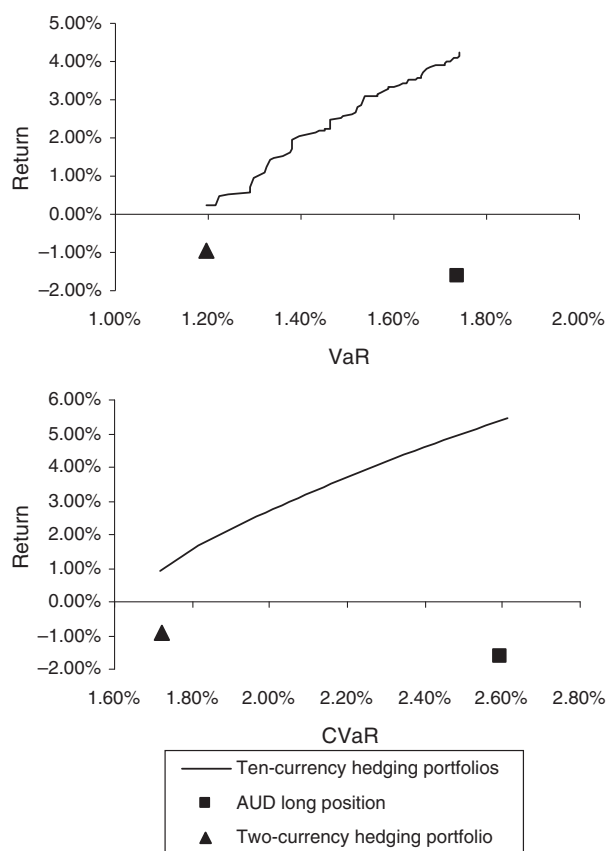 5.00%
4.00%
3.00%
2.00%
1.00%
0.00%
–1.00%
–2.00%
Return
1.00% 1.20% 1.40% 1.60% 1.80% 2.00%
VaR
6.00%
5.00%
4.00%
3.00%
2.00%
1.00%
0.00%
–1.00%
–2.00%
Return
1.60% 1.80% 2.00% 2.20% 2.40% 2.60% 2.80%
CVaR
Ten-currency hedging portfolios
AUD long position
Two-currency hedging portfolio